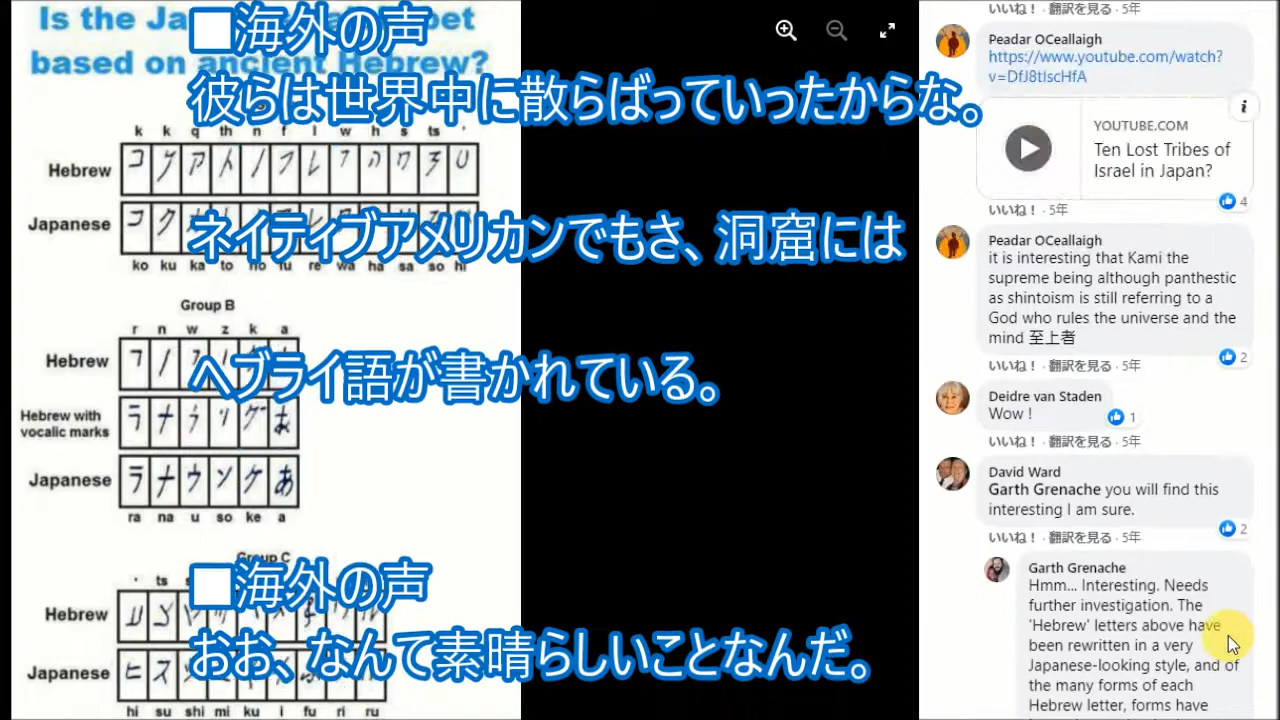 Is the Ja
bet
based on ancient Hebrew?
■海外の声
彼らは世界中に散らばっていったからな。
k k q th n f l w h s ts '
Hebrew
Japanese
コ ク
ko ku ka to no fu re wa ha sa so hi
ネイティブアメリカンでもさ、洞窟には
Group B
r n w z k a
Hebrew
ヘブライ語が書かれている。
Hebrew with
vocalic marks
Japanese
ラ ナ ウ ソ ケ あ
ra na u so ke a
Group C
■海外の声
ts
Hebrew
おお、なんて素晴らしいことなんだ。
Japanese
ヒ ス
hi su shi mi ku i fu ri ru
いいね！ · 翻訳を見る · 5年
Peadar OCeallaigh
https://www.youtube.com/watch?
v=DfJ8tIscHfA
YOUTUBE.COM
Ten Lost Tribes of
Israel in Japan?
4
いいね！ · 5年
Peadar OCeallaigh
it is interesting that Kami the
supreme being although panthestic
as shintoism is still referring to a
God who rules the universe and the
mind 至上者
2
いいね！ · 翻訳を見る · 5年
Deidre van Staden
Wow !
1
いいね！ · 翻訳を見る · 5年
David Ward
Garth Grenache you will find this
interesting I am sure.
2
いいね！ · 翻訳を見る · 5年
Garth Grenache
Hmm... Interesting. Needs
further investigation. The
'Hebrew' letters above have
been rewritten in a very
Japanese-looking style, and of
the many forms of each
Hebrew letter, forms have